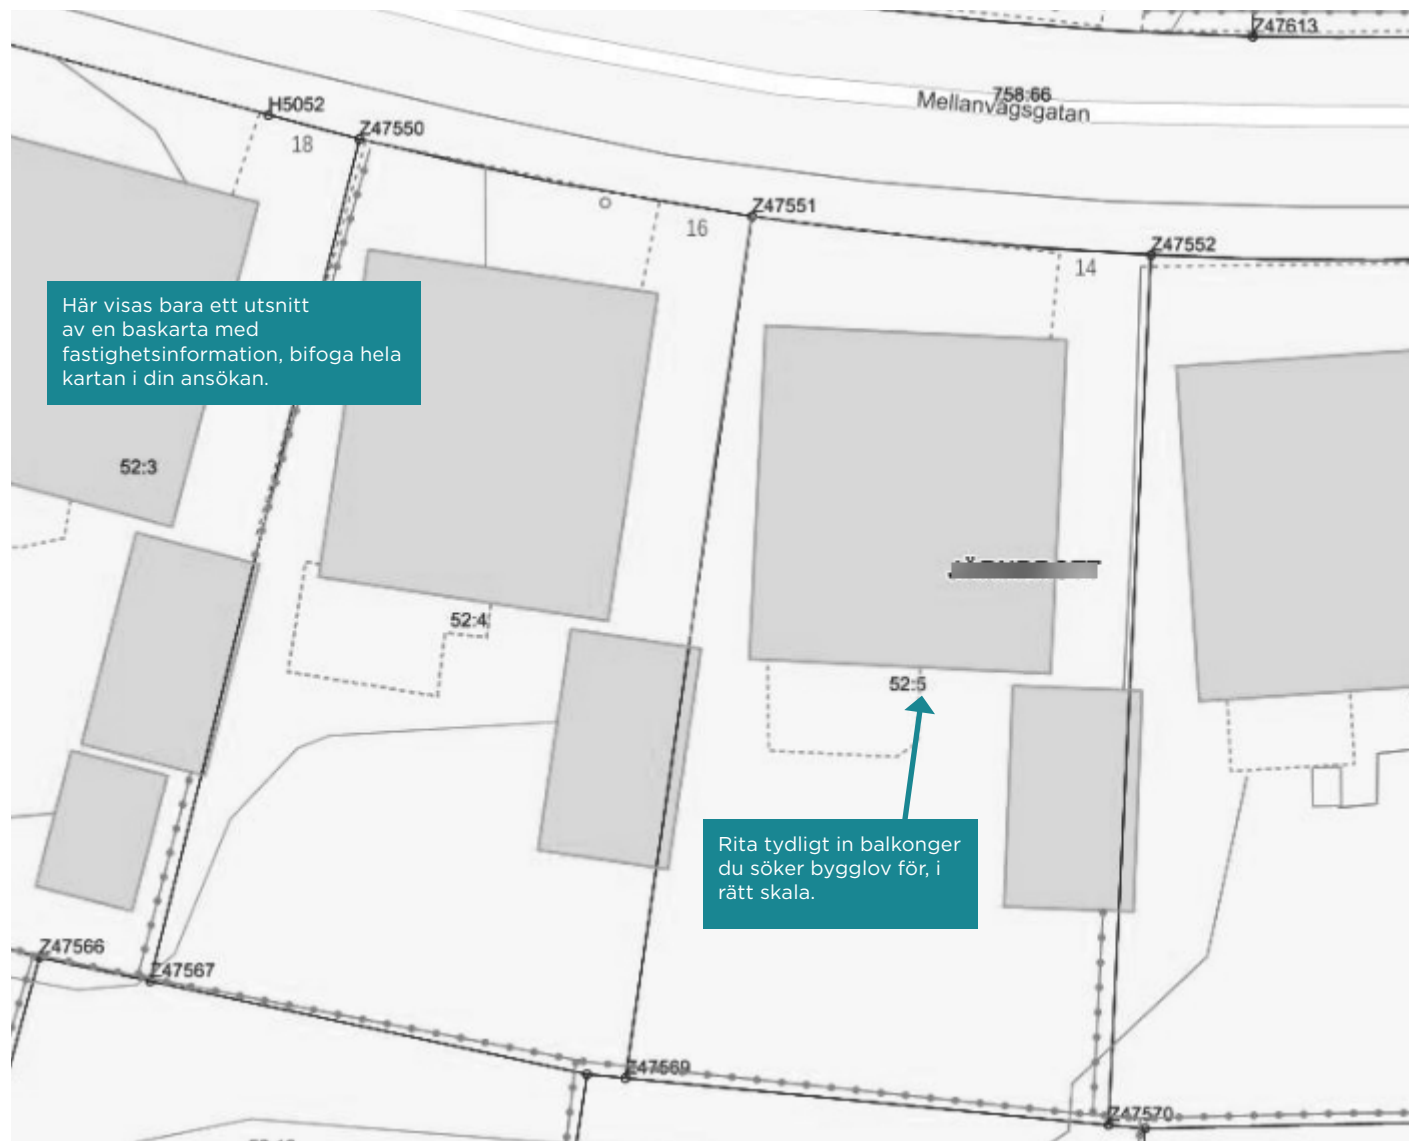 Z47613
758:66
Mellanvågsgatan
H5052
Z47550
18
Z47551
16
Z47552
14
Här visas bara ett utsnitt
av en baskarta med
fastighetsinformation, bifoga hela
kartan i din ansökan.
52:3
52:4
52:5
Rita tydligt in balkonger
du söker bygglov för, i
rätt skala.
Z47566
Z47567
Z47569
Z47570